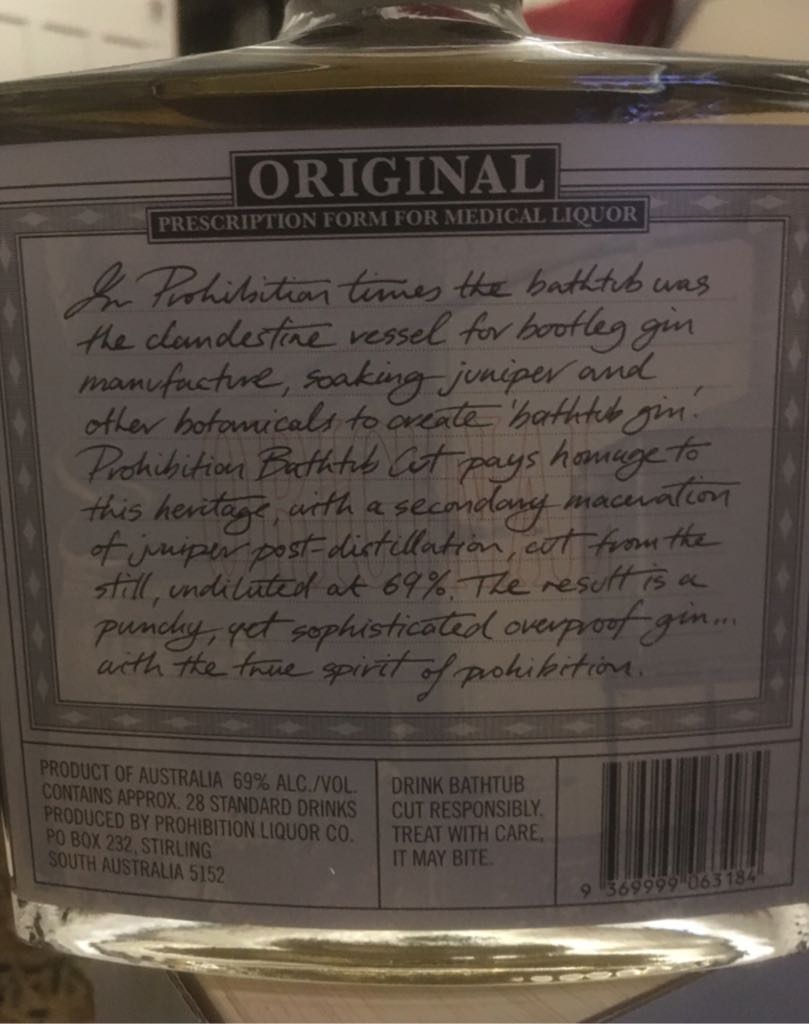 ORIGINAL
PRESCRIPTION FORM FOR MEDICAL LIQUOR
In Prohibition times the bathtub was
the clandestine vessel for bootleg gin
manufacture, soaking juniper and
other botanicals to create 'bathtub gin'.
Prohibition Bathtub Cut pays homage to
this heritage, with a secondary maceration
of juniper post-distillation, cut from the
still, undiluted at 69%. The result is a
punchy, yet sophisticated overproof gin...
with the true spirit of prohibition.
PRODUCT OF AUSTRALIA 69% ALC./VOL.
CONTAINS APPROX. 28 STANDARD DRINKS
PRODUCED BY PROHIBITION LIQUOR CO.
PO BOX 232, STIRLING
SOUTH AUSTRALIA 5152
DRINK BATHTUB
CUT RESPONSIBLY.
TREAT WITH CARE,
IT MAY BITE.
9 369999 063184